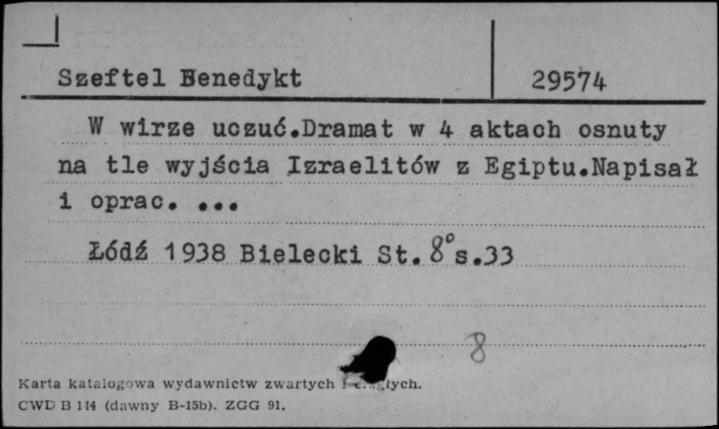 Szeftel Benedykt 29574
W wirze uczuć.Dramat w 4 aktach osnuty
na tle wyjścia Izraelitów z Egiptu.Napisał
i oprac. ...
Łódź 1938 Bielecki St. 8° s.33
8
Karta katalogowa wydawnictw zwartych i ciągłych.
CWD B 114 (dawny B-15b). ZGG 91.